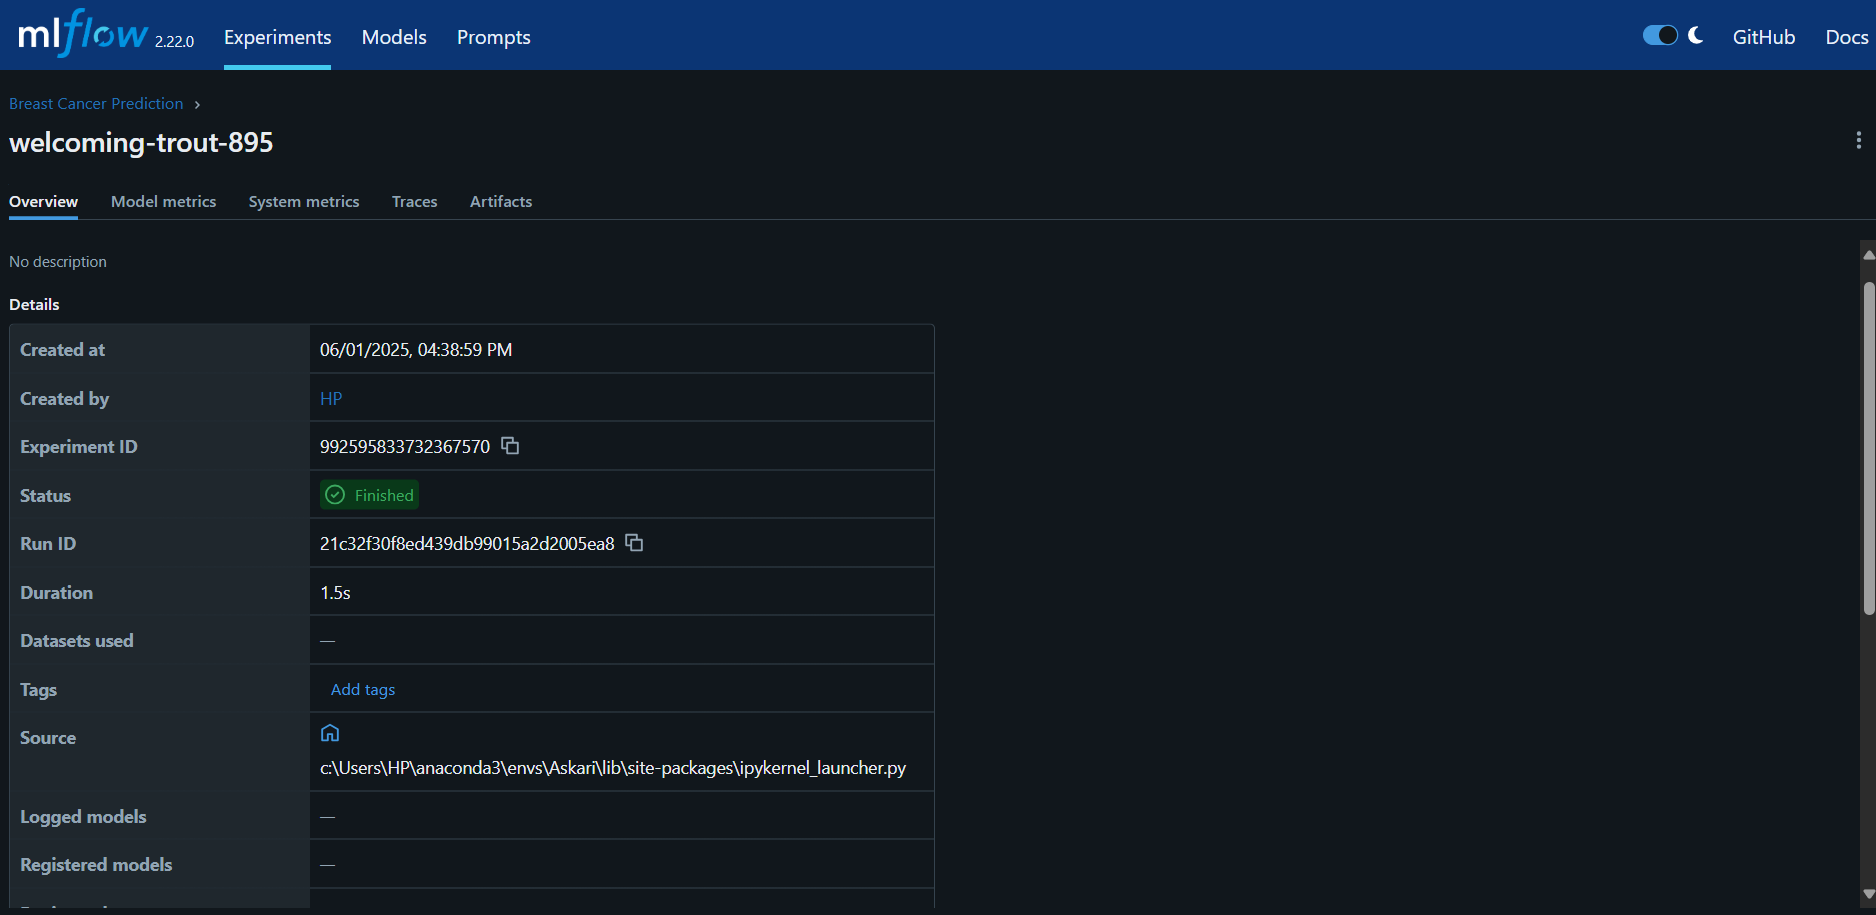 mlflow 2.22.0 Experiments Models Prompts GitHub Docs
Breast Cancer Prediction
welcoming-trout-895
Overview Model metrics System metrics Traces Artifacts
No description
Details
Created at 06/01/2025, 04:38:59 PM
Created by HP
Experiment ID 992595833732367570
Status Finished
Run ID 21c32f30f8ed439db99015a2d2005ea8
Duration 1.5s
Datasets used —
Tags Add tags
Source
c:\Users\HP\anaconda3\envs\Askari\lib\site-packages\ipykernel_launcher.py
Logged models —
Registered models —